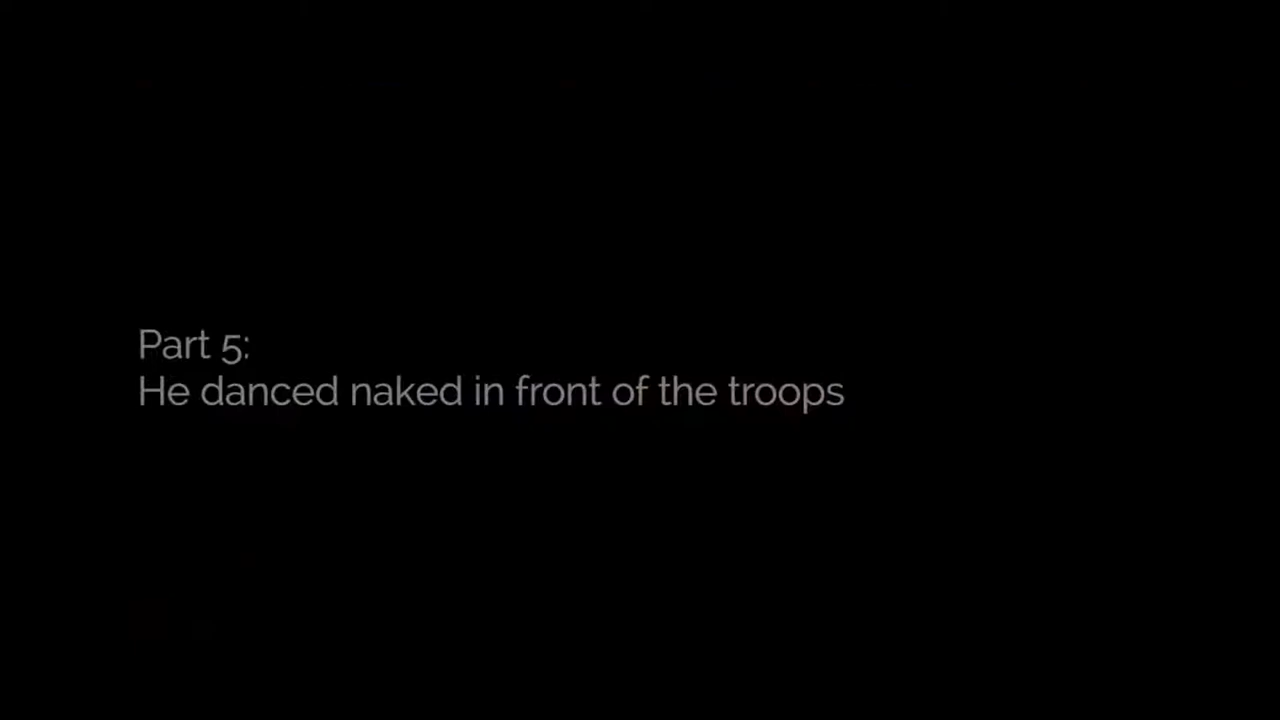 Part 5:
He danced naked in front of the troops